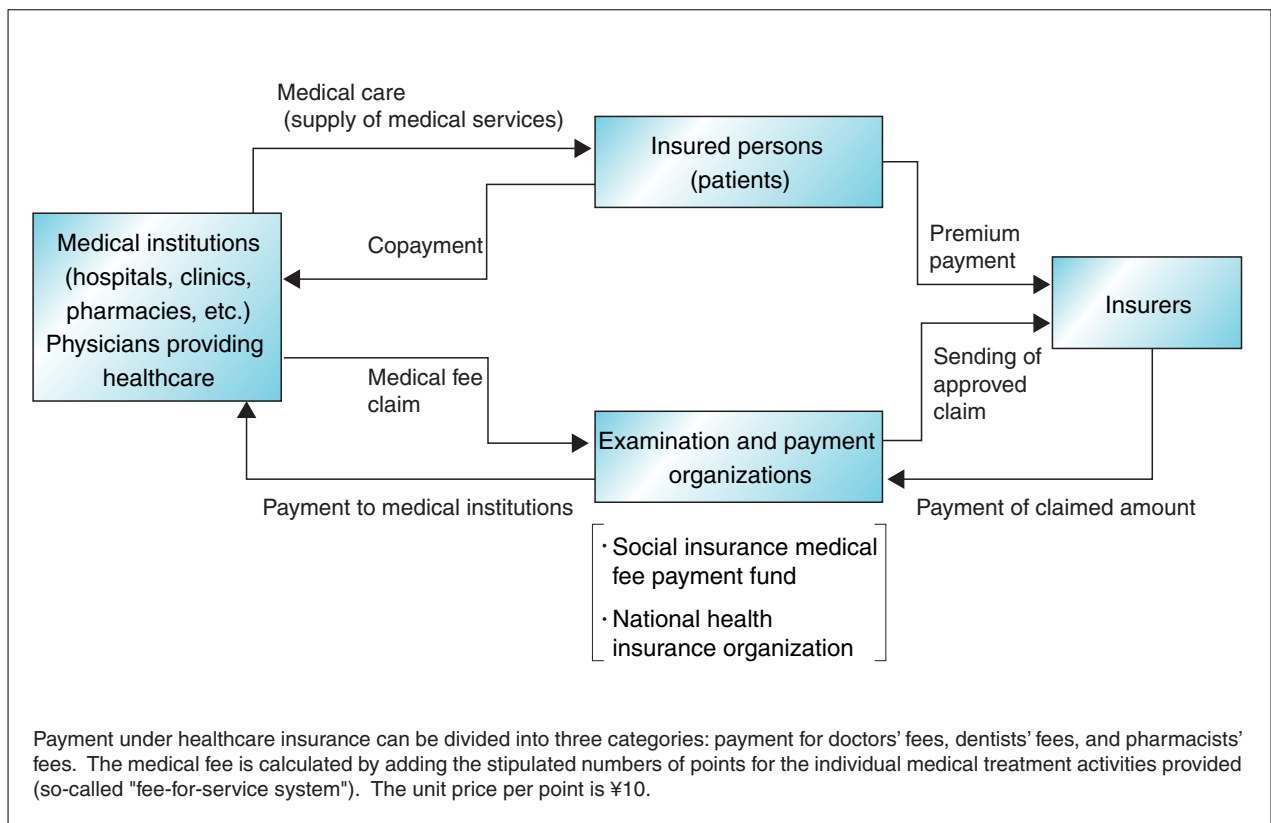 Medical care
(supply of medical services)
Insured persons
(patients)
Copayment
Premium
payment
Medical institutions
(hospitals, clinics,
pharmacies, etc.)
Physicians providing
healthcare
Insurers
Medical fee
claim
Sending of
approved
claim
Examination and payment
organizations
Payment to medical institutions
Payment of claimed amount
・Social insurance medical
fee payment fund
・National health
insurance organization
Payment under healthcare insurance can be divided into three categories: payment for doctors' fees, dentists' fees, and pharmacists'
fees. The medical fee is calculated by adding the stipulated numbers of points for the individual medical treatment activities provided
(so-called "fee-for-service system"). The unit price per point is ¥10.